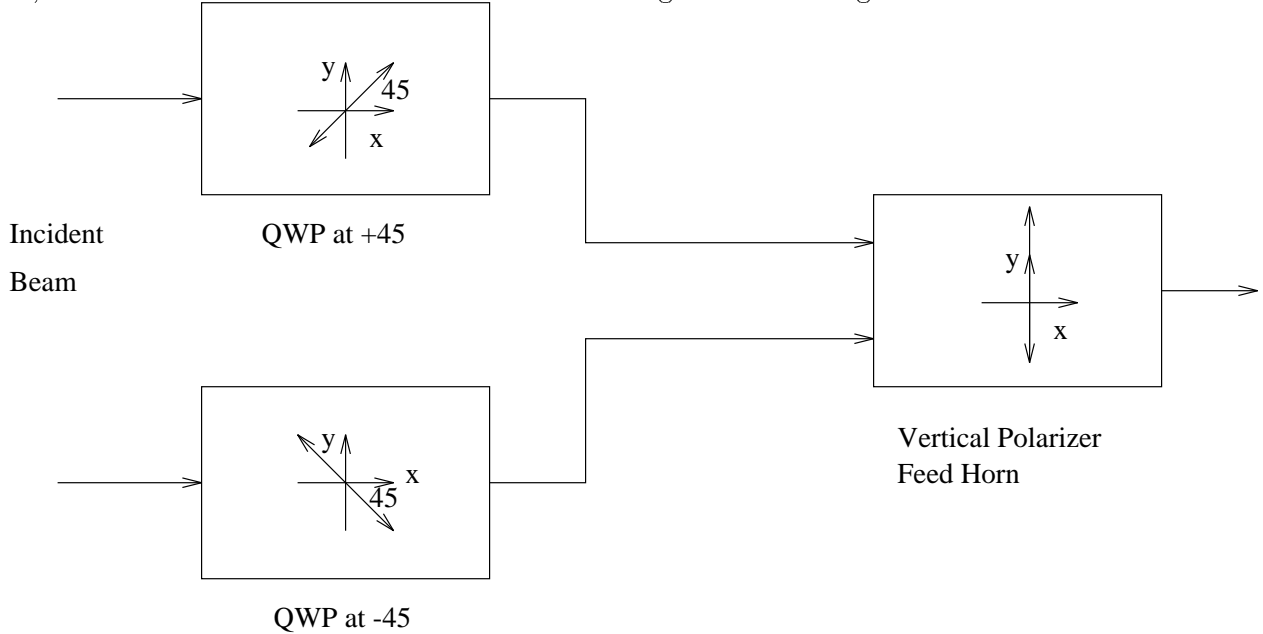 y
45
x
Incident
Beam
QWP at +45
y
x
Vertical Polarizer
Feed Horn
y
x
45
QWP at -45